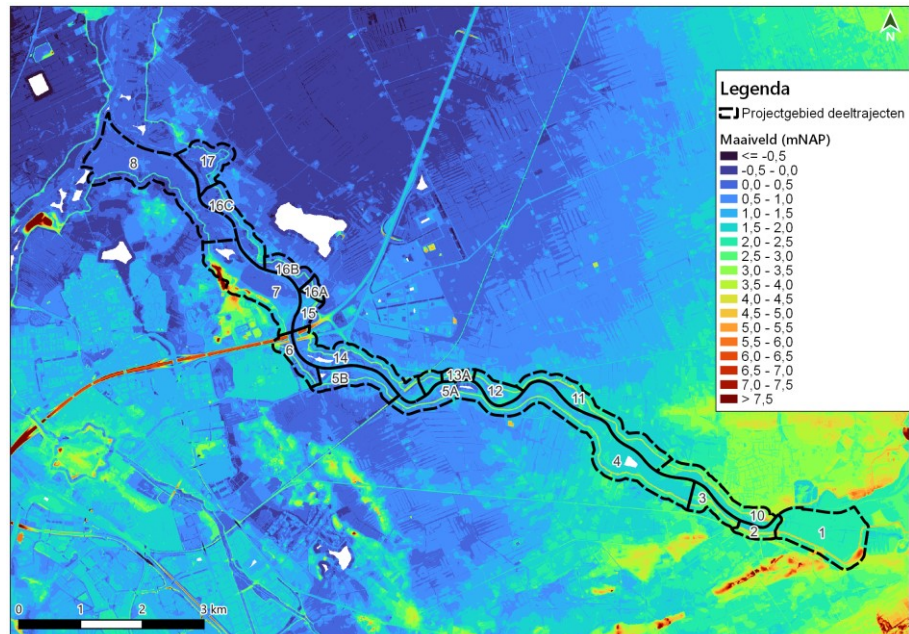 N
Legenda
Projectgebied deeltrajecten
Maaiveld (mNAP)
<= -0,5
-0,5 - 0,0
0,0 - 0,5
0,5 - 1,0
1,0 - 1,5
1,5 - 2,0
2,0 - 2,5
2,5 - 3,0
3,0 - 3,5
3,5 - 4,0
4,0 - 4,5
4,5 - 5,0
5,0 - 5,5
5,5 - 6,0
6,0 - 6,5
6,5 - 7,0
7,0 - 7,5
> 7,5
17
8
16C
16B
16A
7
15
6
14
5B
13A
5A
12
11
4
3
10
2
1
0 1 2 3 km